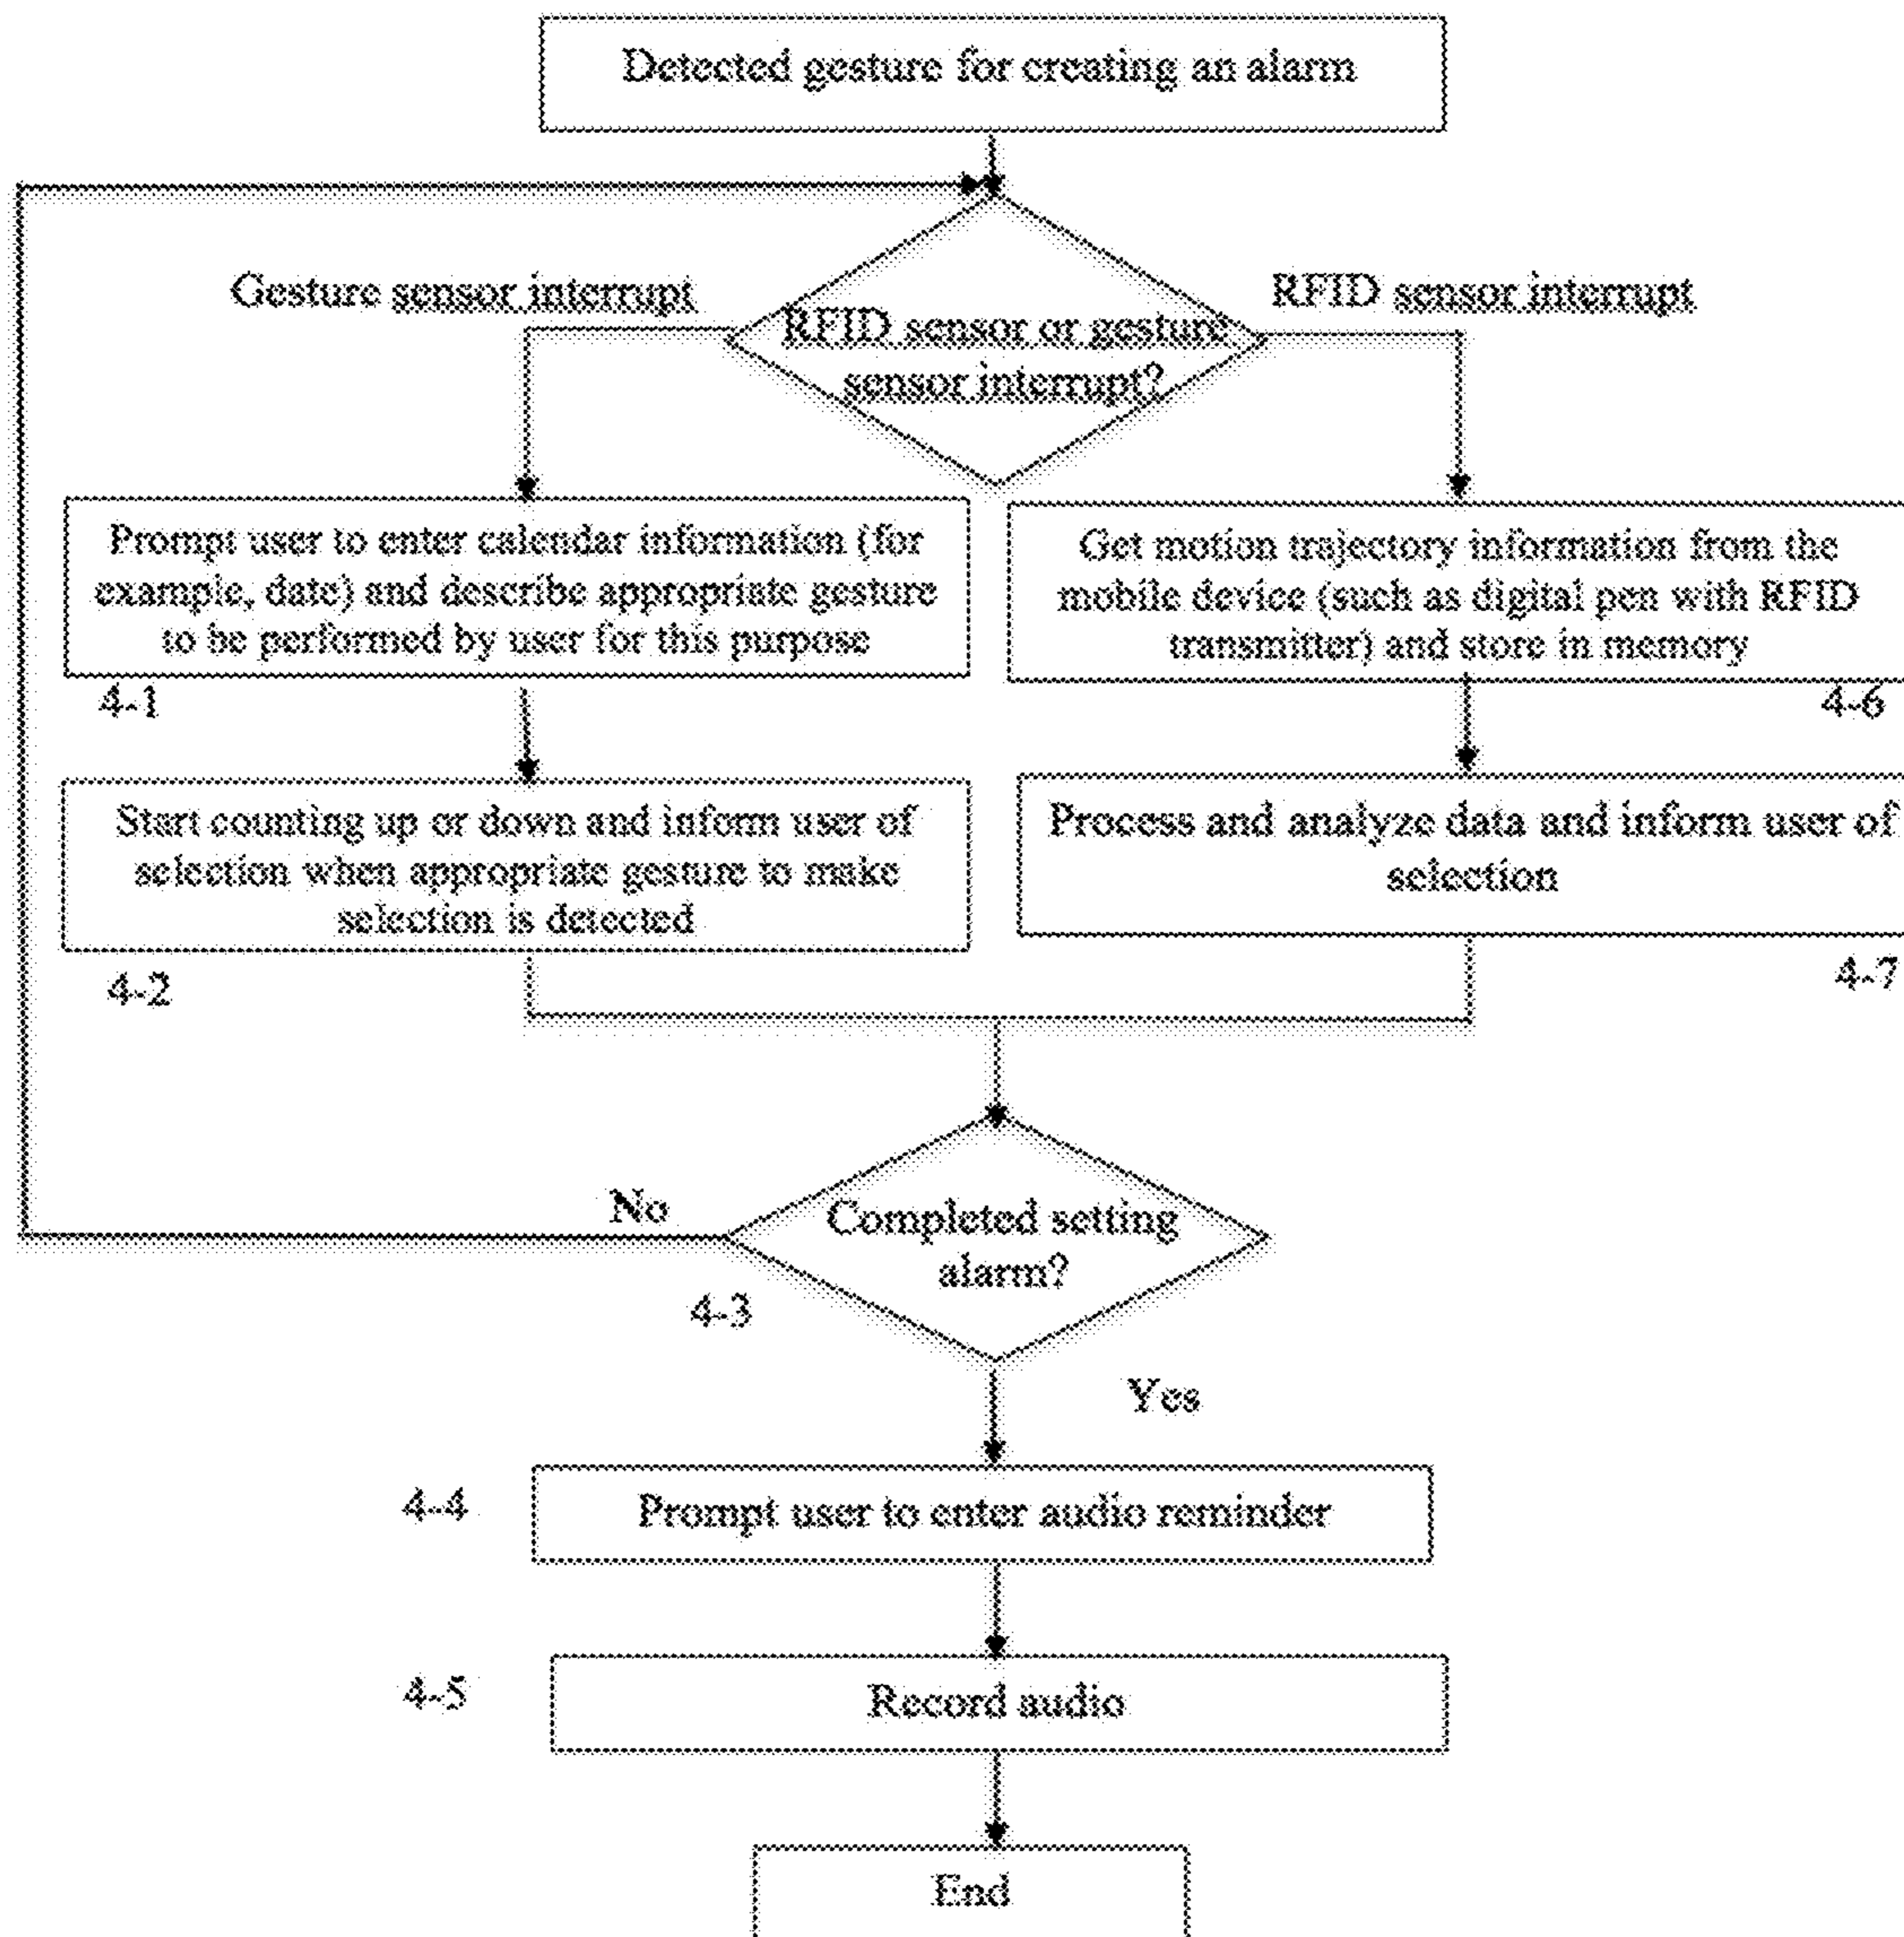 Detected gesture for creating an alarm
Gesture sensor interrupt
RFID sensor interrupt
RFID sensor or gesture
sensor interrupt?
Prompt user to enter calendar information (for
example, date) and describe appropriate gesture
to be performed by user for this purpose
4-1
Get motion trajectory information from the
mobile device (such as digital pen with RFID
transmitter) and store in memory
4-6
Start counting up or down and inform user of
selection when appropriate gesture to make
selection is detected
4-2
Process and analyze data and inform user of
selection
4-7
No
Completed setting
alarm?
4-3
Yes
4-4
Prompt user to enter audio reminder
4-5
Record audio
End